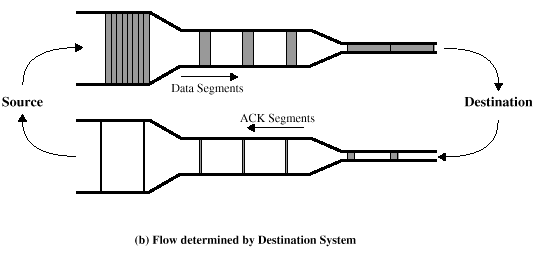 Data Segments
Source
Destination
ACK Segments
(b) Flow determined by Destination System